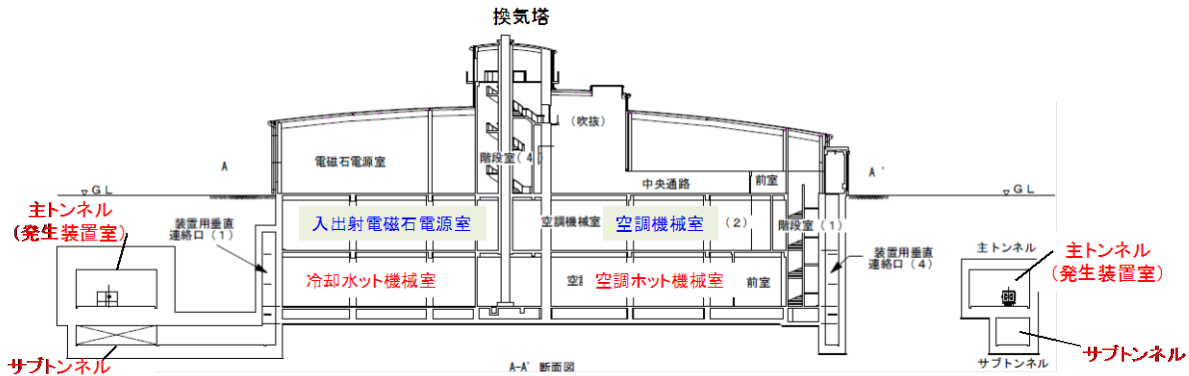 換気塔
(吹抜)
A
電磁石電源室
階段室(4)
中央通路
前室
A'
GL
GL
主トンネル
(発生装置室)
装置用垂直
連絡口(1)
入出射電磁石電源室
空調機械室
空調機械室
(2)
階段室(1)
装置用垂直
連絡口(4)
主トンネル
主トンネル
(発生装置室)
冷却水ット機械室
空調ホット機械室
前室
サブトンネル
サブトンネル
サブトンネル
A-A' 断面図